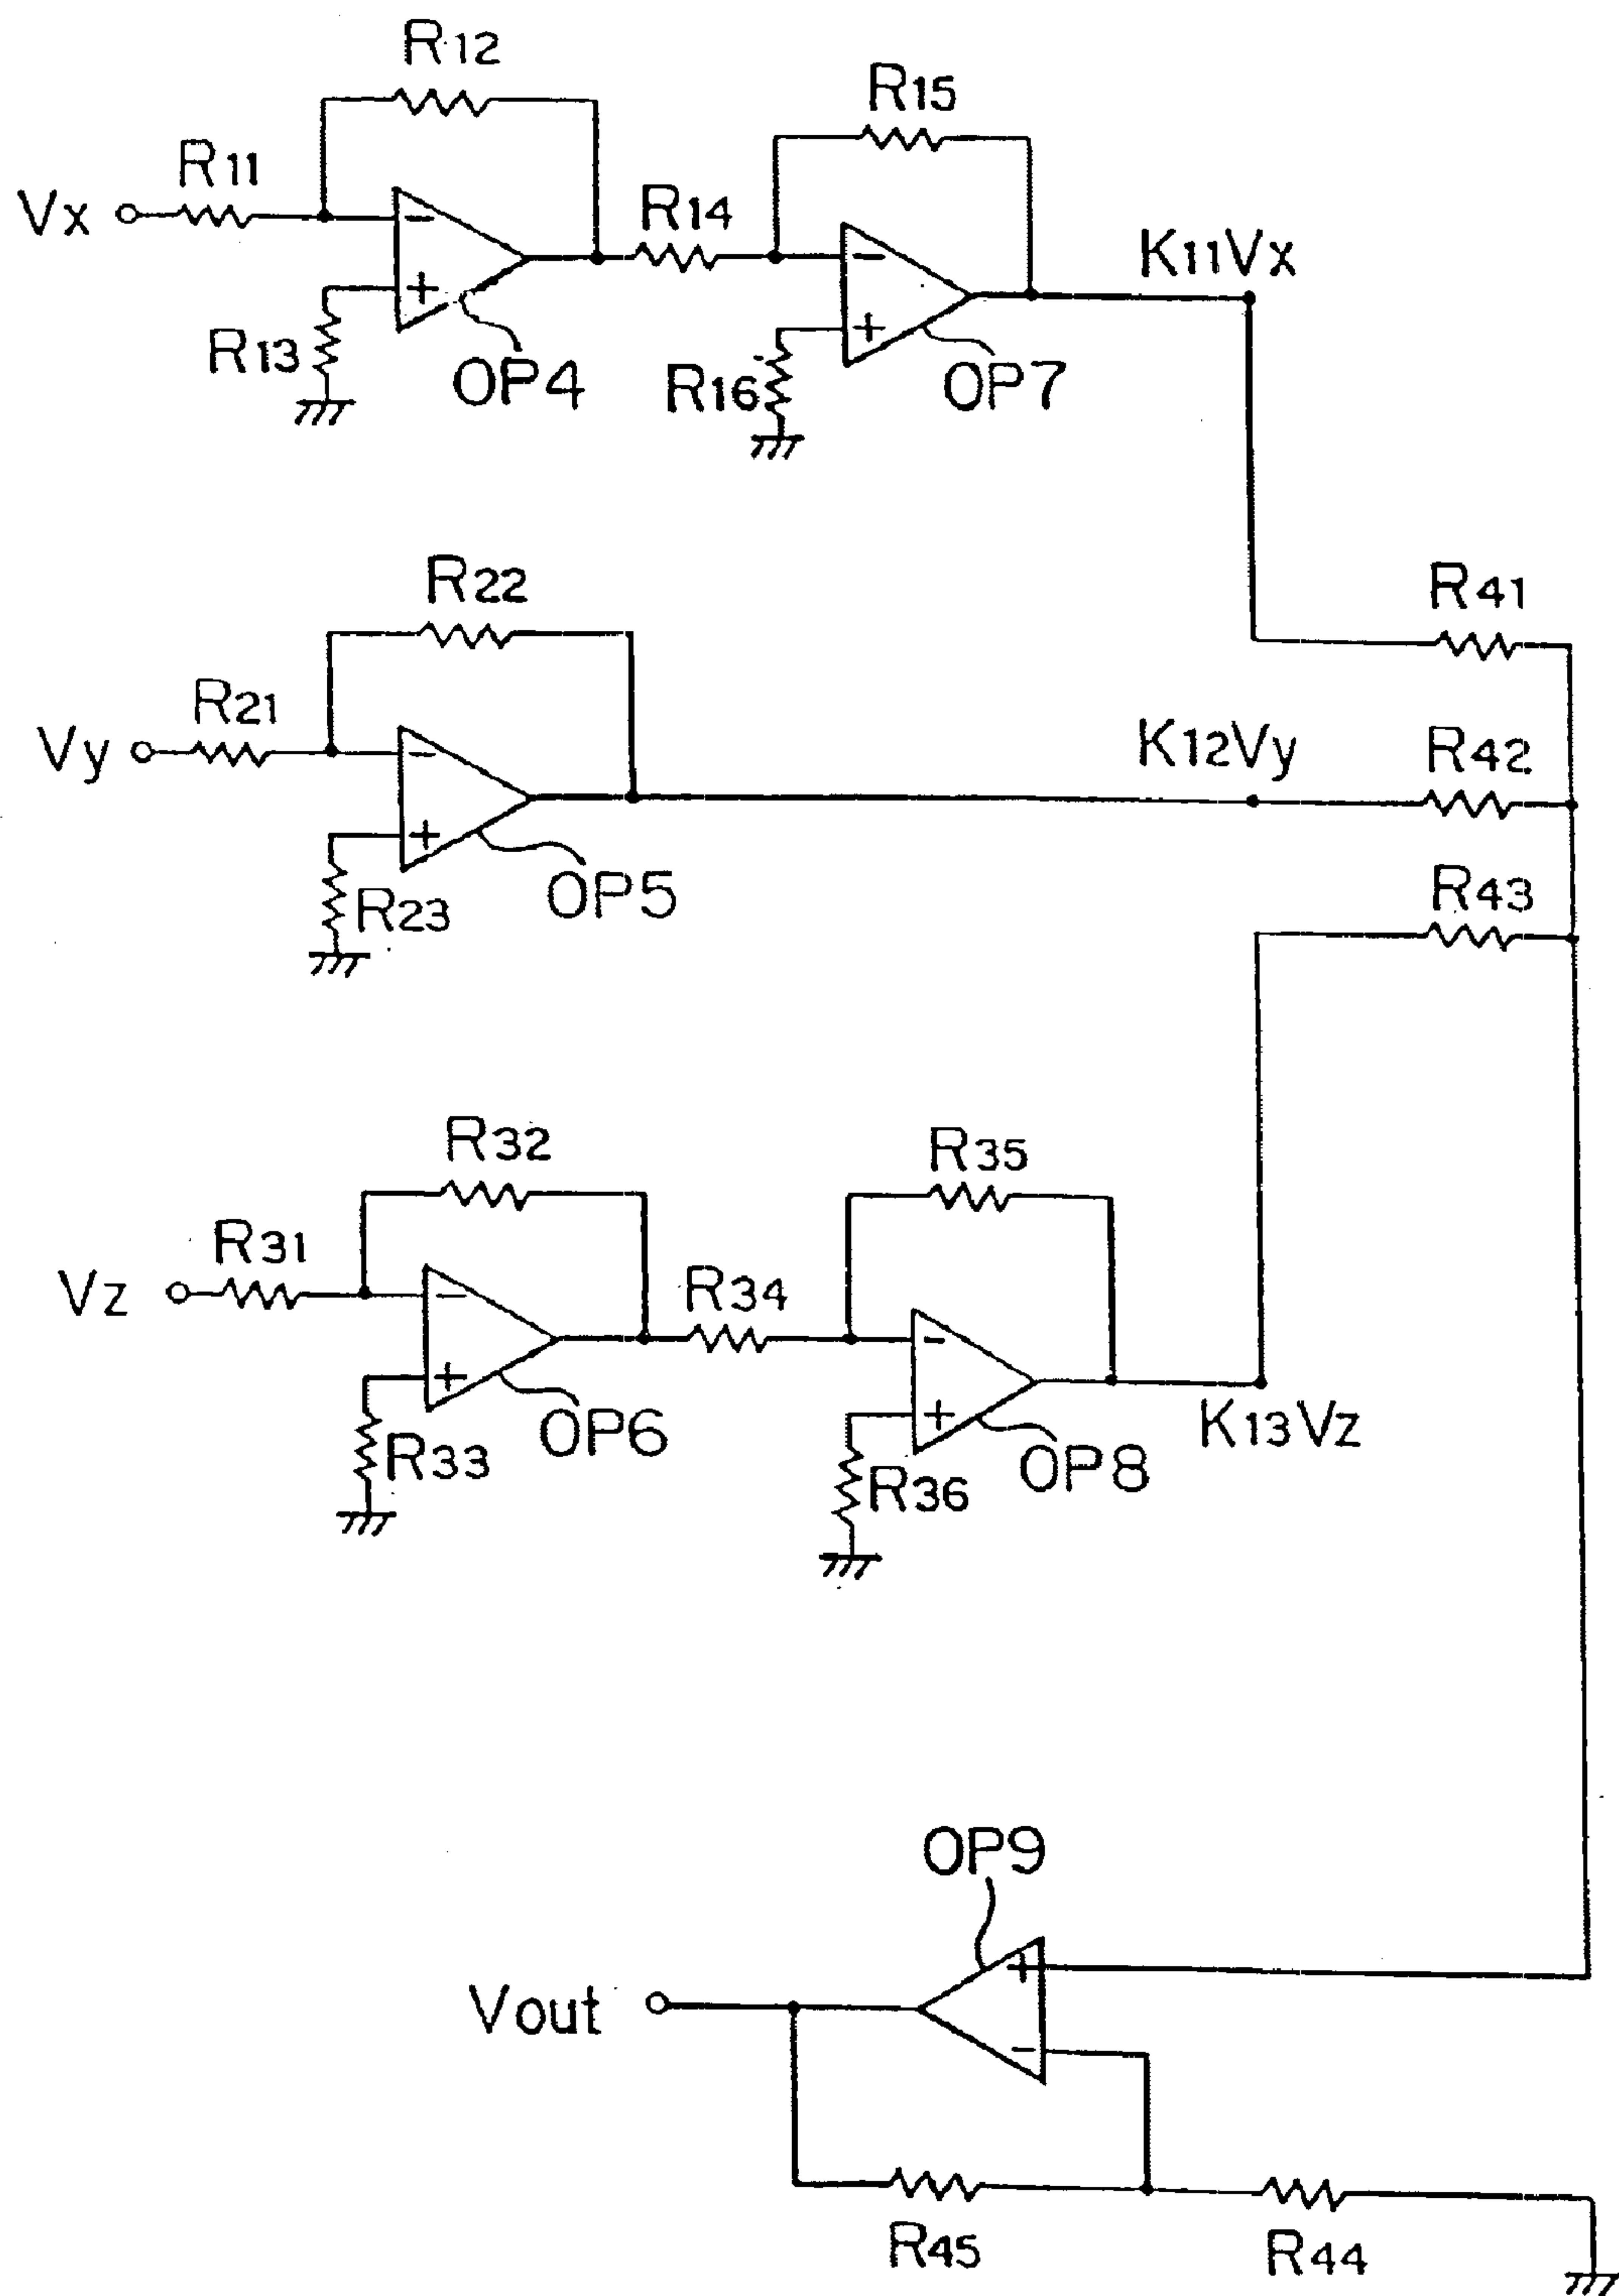 R12
R15
R11
Vx
R14
K11Vx
R13
OP4
R16
OP7
R22
R41
R21
Vy
K12Vy
R42
R23
OP5
R43
R32
R35
R31
Vz
R34
K13Vz
R33
OP6
R36
OP8
OP9
Vout
R45
R44